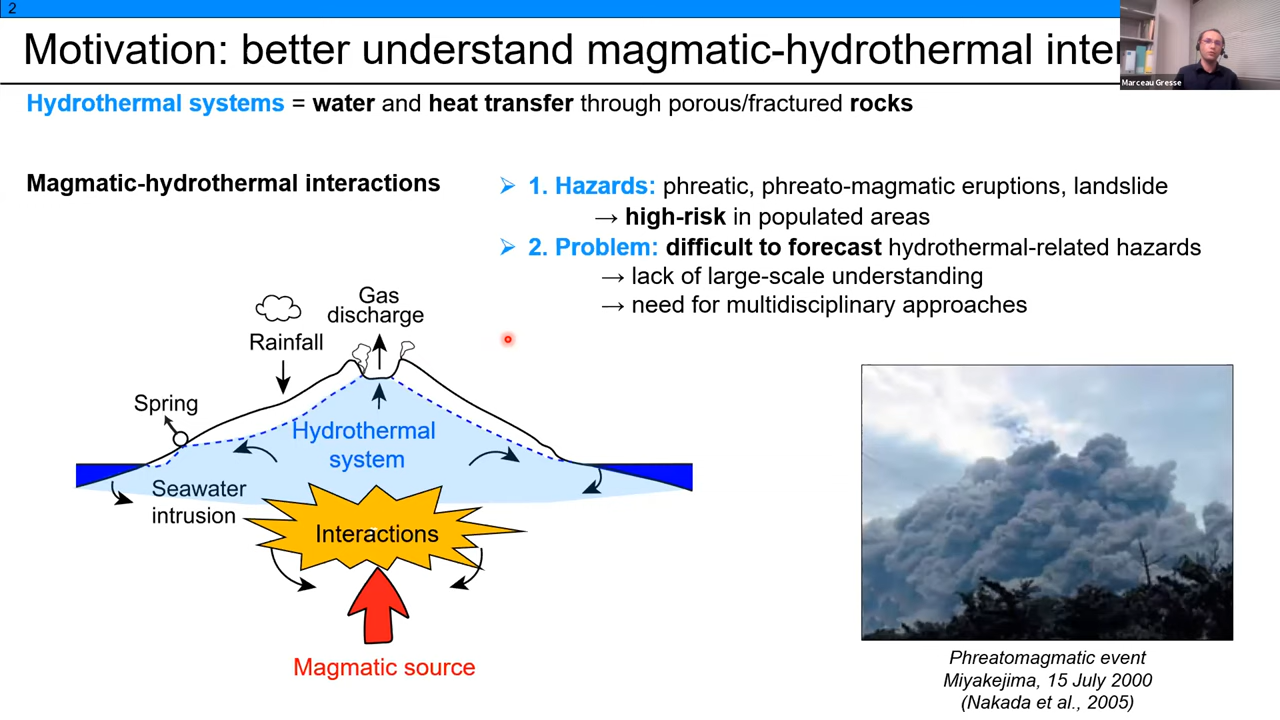 2
Motivation: better understand magmatic-hydrothermal inter
Marceau Gresse
Hydrothermal systems = water and heat transfer through porous/fractured rocks
Magmatic-hydrothermal interactions
➢ 1. Hazards: phreatic, phreato-magmatic eruptions, landslide
→ high-risk in populated areas
➢ 2. Problem: difficult to forecast hydrothermal-related hazards
→ lack of large-scale understanding
→ need for multidisciplinary approaches
Gas
discharge
Rainfall
Spring
Hydrothermal
system
Seawater
intrusion
Interactions
Magmatic source
Phreatomagmatic event
Miyakejima, 15 July 2000
(Nakada et al., 2005)